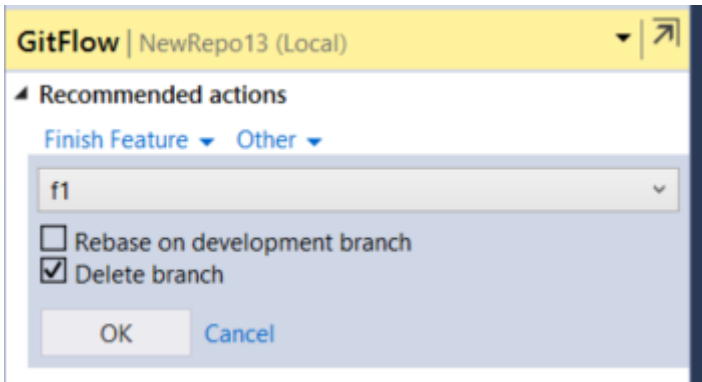 GitFlow | NewRepo13 (Local)
Recommended actions
Finish Feature Other
f1
Rebase on development branch
Delete branch
OK Cancel